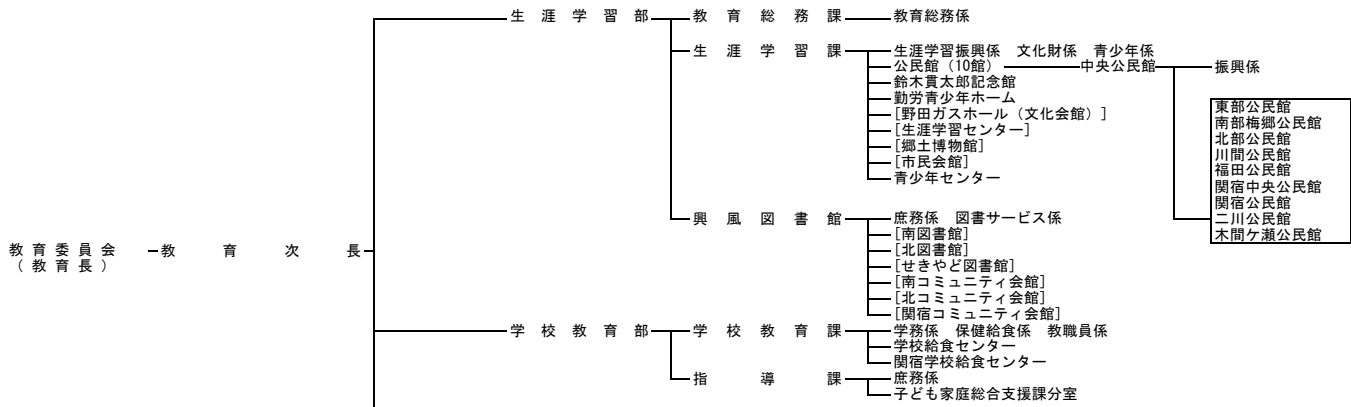 生涯学習部 教育総務課 教育総務係
生涯学習課 生涯学習振興係 文化財係 青少年係
公民館（10館） 中央公民館 振興係
鈴木貫太郎記念館
勤労青少年ホーム
[野田ガスホール（文化会館）]
[生涯学習センター]
[郷土博物館]
[市民会館]
青少年センター
東部公民館
南部梅郷公民館
北部公民館
川間公民館
福田公民館
関宿中央公民館
関宿公民館
二川公民館
木間ケ瀬公民館
興風図書館 庶務係 図書サービス係
[南図書館]
[北図書館]
[せきやど図書館]
[南コミュニティ会館]
[北コミュニティ会館]
[関宿コミュニティ会館]
教育委員会 教育次長
（教育長）
学校教育部 学校教育課 学務係 保健給食係 教職員係
学校給食センター
関宿学校給食センター
指導課 庶務係
子ども家庭総合支援課分室